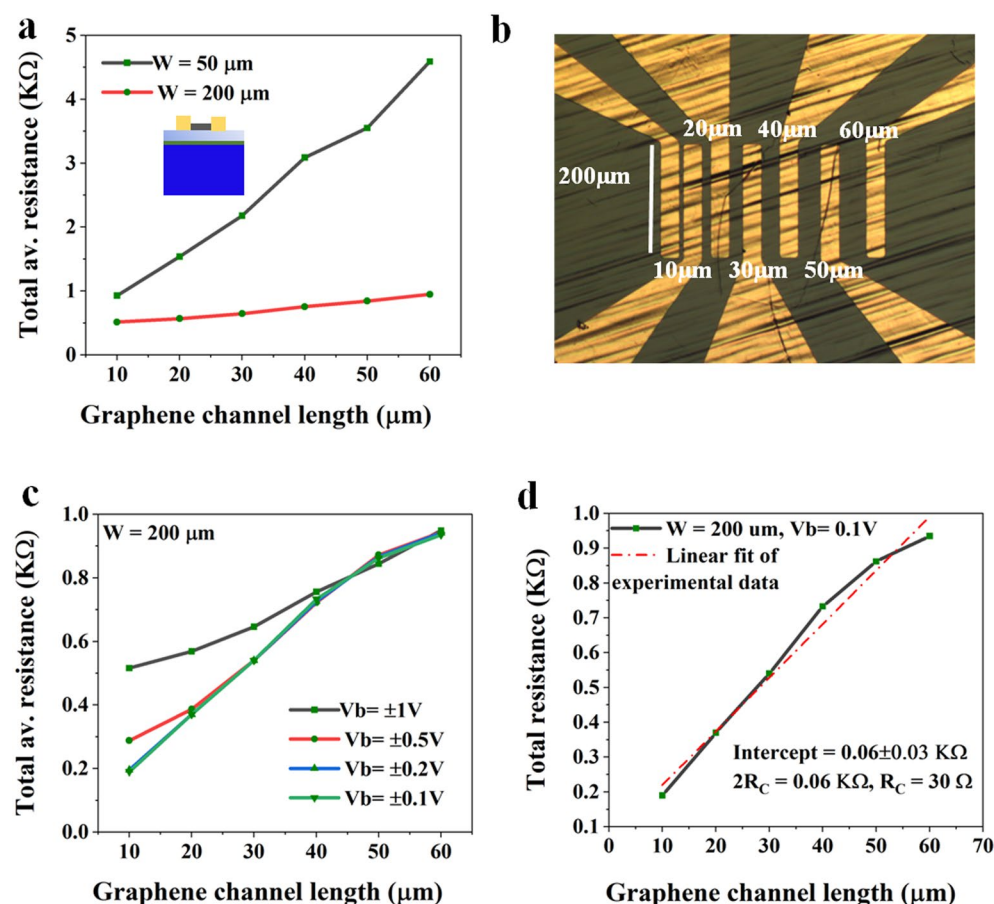 a
Total av. resistance (KΩ)
5
4
3
2
1
0
W = 50 μm
W = 200 μm
10 20 30 40 50 60
Graphene channel length (μm)
b
20μm 40μm 60μm
200μm
10μm 30μm 50μm
c
Total av. resistance (KΩ)
1.0
0.8
0.6
0.4
0.2
0.0
W = 200 μm
Vb= ±1V
Vb= ±0.5V
Vb= ±0.2V
Vb= ±0.1V
10 20 30 40 50 60
Graphene channel length (μm)
d
Total resistance (KΩ)
1.0
0.9
0.8
0.7
0.6
0.5
0.4
0.3
0.2
0.1
W = 200 um, Vb= 0.1V
Linear fit of
experimental data
Intercept = 0.06±0.03 KΩ
2RC = 0.06 KΩ, RC = 30 Ω
0 10 20 30 40 50 60 70
Graphene channel length (μm)